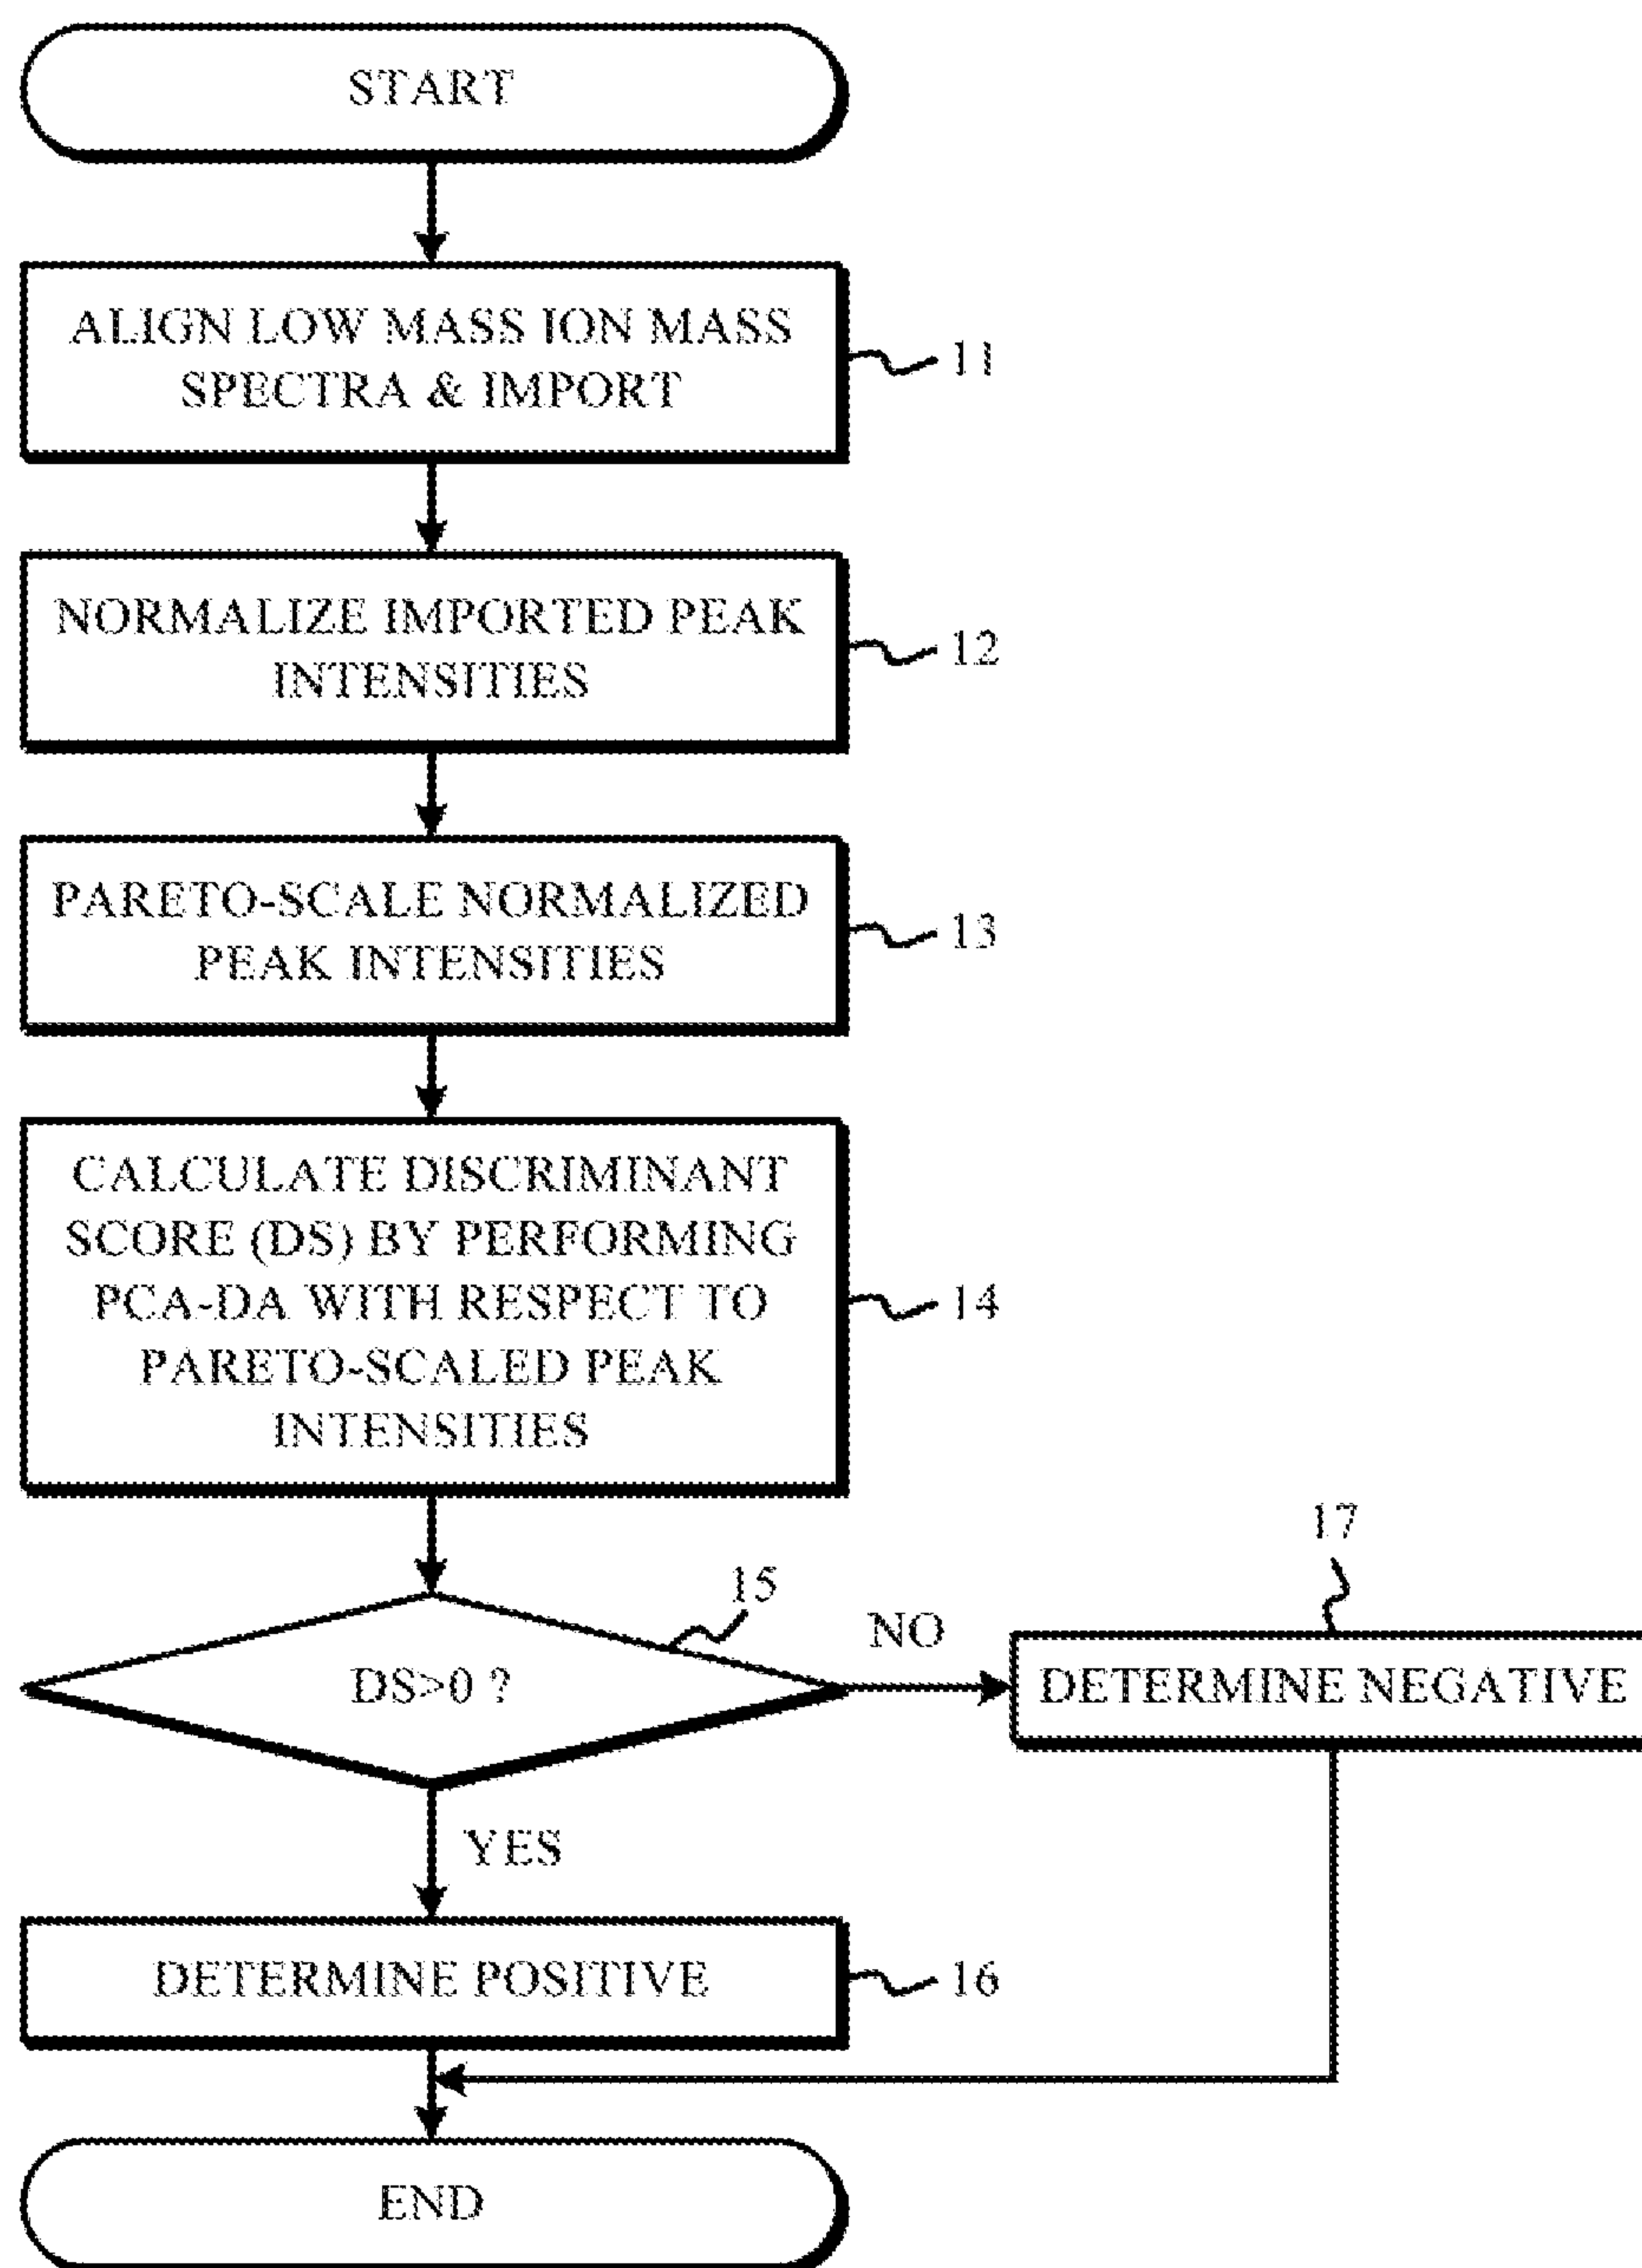 START
ALIGN LOW MASS ION MASS
SPECTRA & IMPORT
11
NORMALIZE IMPORTED PEAK
INTENSITIES
12
PARETO-SCALE NORMALIZED
PEAK INTENSITIES
13
CALCULATE DISCRIMINANT
SCORE (DS) BY PERFORMING
PCA-DA WITH RESPECT TO
PARETO-SCALED PEAK
INTENSITIES
14
15
DS>0 ?
NO
17
DETERMINE NEGATIVE
YES
DETERMINE POSITIVE
16
END